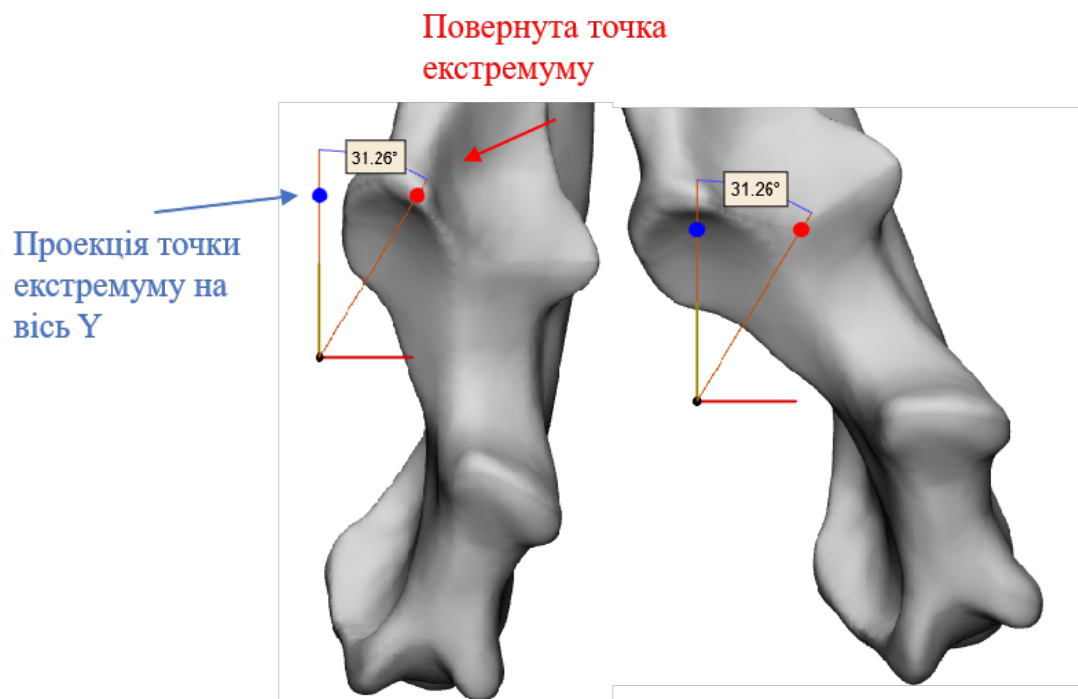 Повернута точка
екстремуму
31.26°
31.26°
Проекція точки
екстремуму на
вісь Y